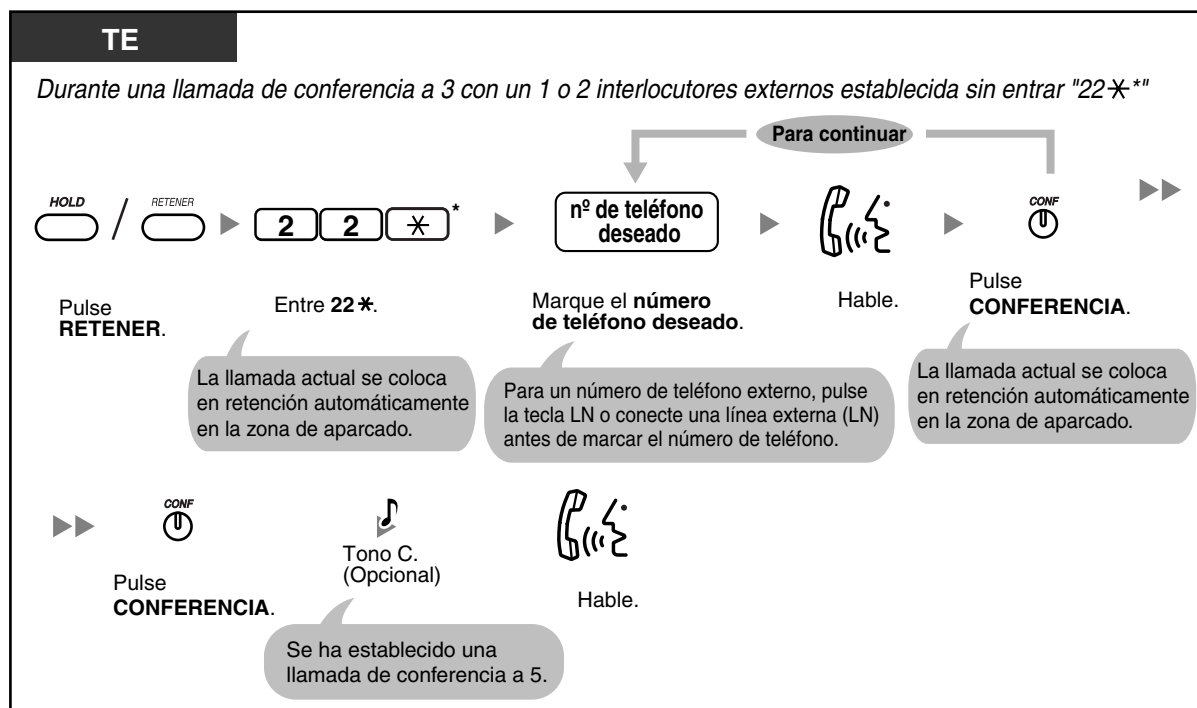 TE
Durante una llamada de conferencia a 3 con un 1 o 2 interlocutores externos establecida sin entrar "22✱*"
Para continuar
HOLD / RETENER
2 2 ✱ *
nº de teléfono
deseado
CONF
Pulse
RETENER.
Entre 22✱.
Marque el número
de teléfono deseado.
Hable.
Pulse
CONFERENCIA.
La llamada actual se coloca
en retención automáticamente
en la zona de aparcado.
Para un número de teléfono externo, pulse
la tecla LN o conecte una línea externa (LN)
antes de marcar el número de teléfono.
La llamada actual se coloca
en retención automáticamente
en la zona de aparcado.
CONF
Pulse
CONFERENCIA.
Tono C.
(Opcional)
Hable.
Se ha establecido una
llamada de conferencia a 5.